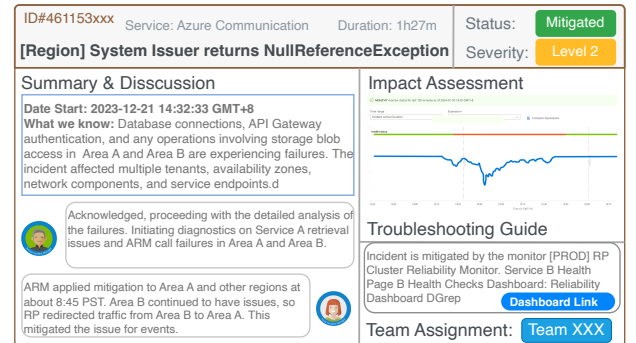 ID#461153xxx
Service: Azure Communication
Duration: 1h27m
[Region] System Issuer returns NullReferenceException
Status:
Mitigated
Severity:
Level 2
Summary & Disscussion
Date Start: 2023-12-21 14:32:33 GMT+8
What we know: Database connections, API Gateway
authentication, and any operations involving storage blob
access in Area A and Area B are experiencing failures. The
incident affected multiple tenants, availability zones,
network components, and service endpoints.d
Acknowledged, proceeding with the detailed analysis of
the failures. Initiating diagnostics on Service A retrieval
issues and ARM call failures in Area A and Area B.
ARM applied mitigation to Area A and other regions at
about 8:45 PST. Area B continued to have issues, so
RP redirected traffic from Area B to Area A. This
mitigated the issue for events.
Impact Assessment
Troubleshooting Guide
Incident is mitigated by the monitor [PROD] RP
Cluster Reliability Monitor. Service B Health
Page B Health Checks Dashboard: Reliability
Dashboard DGrep
Dashboard Link
Team Assignment:
Team XXX